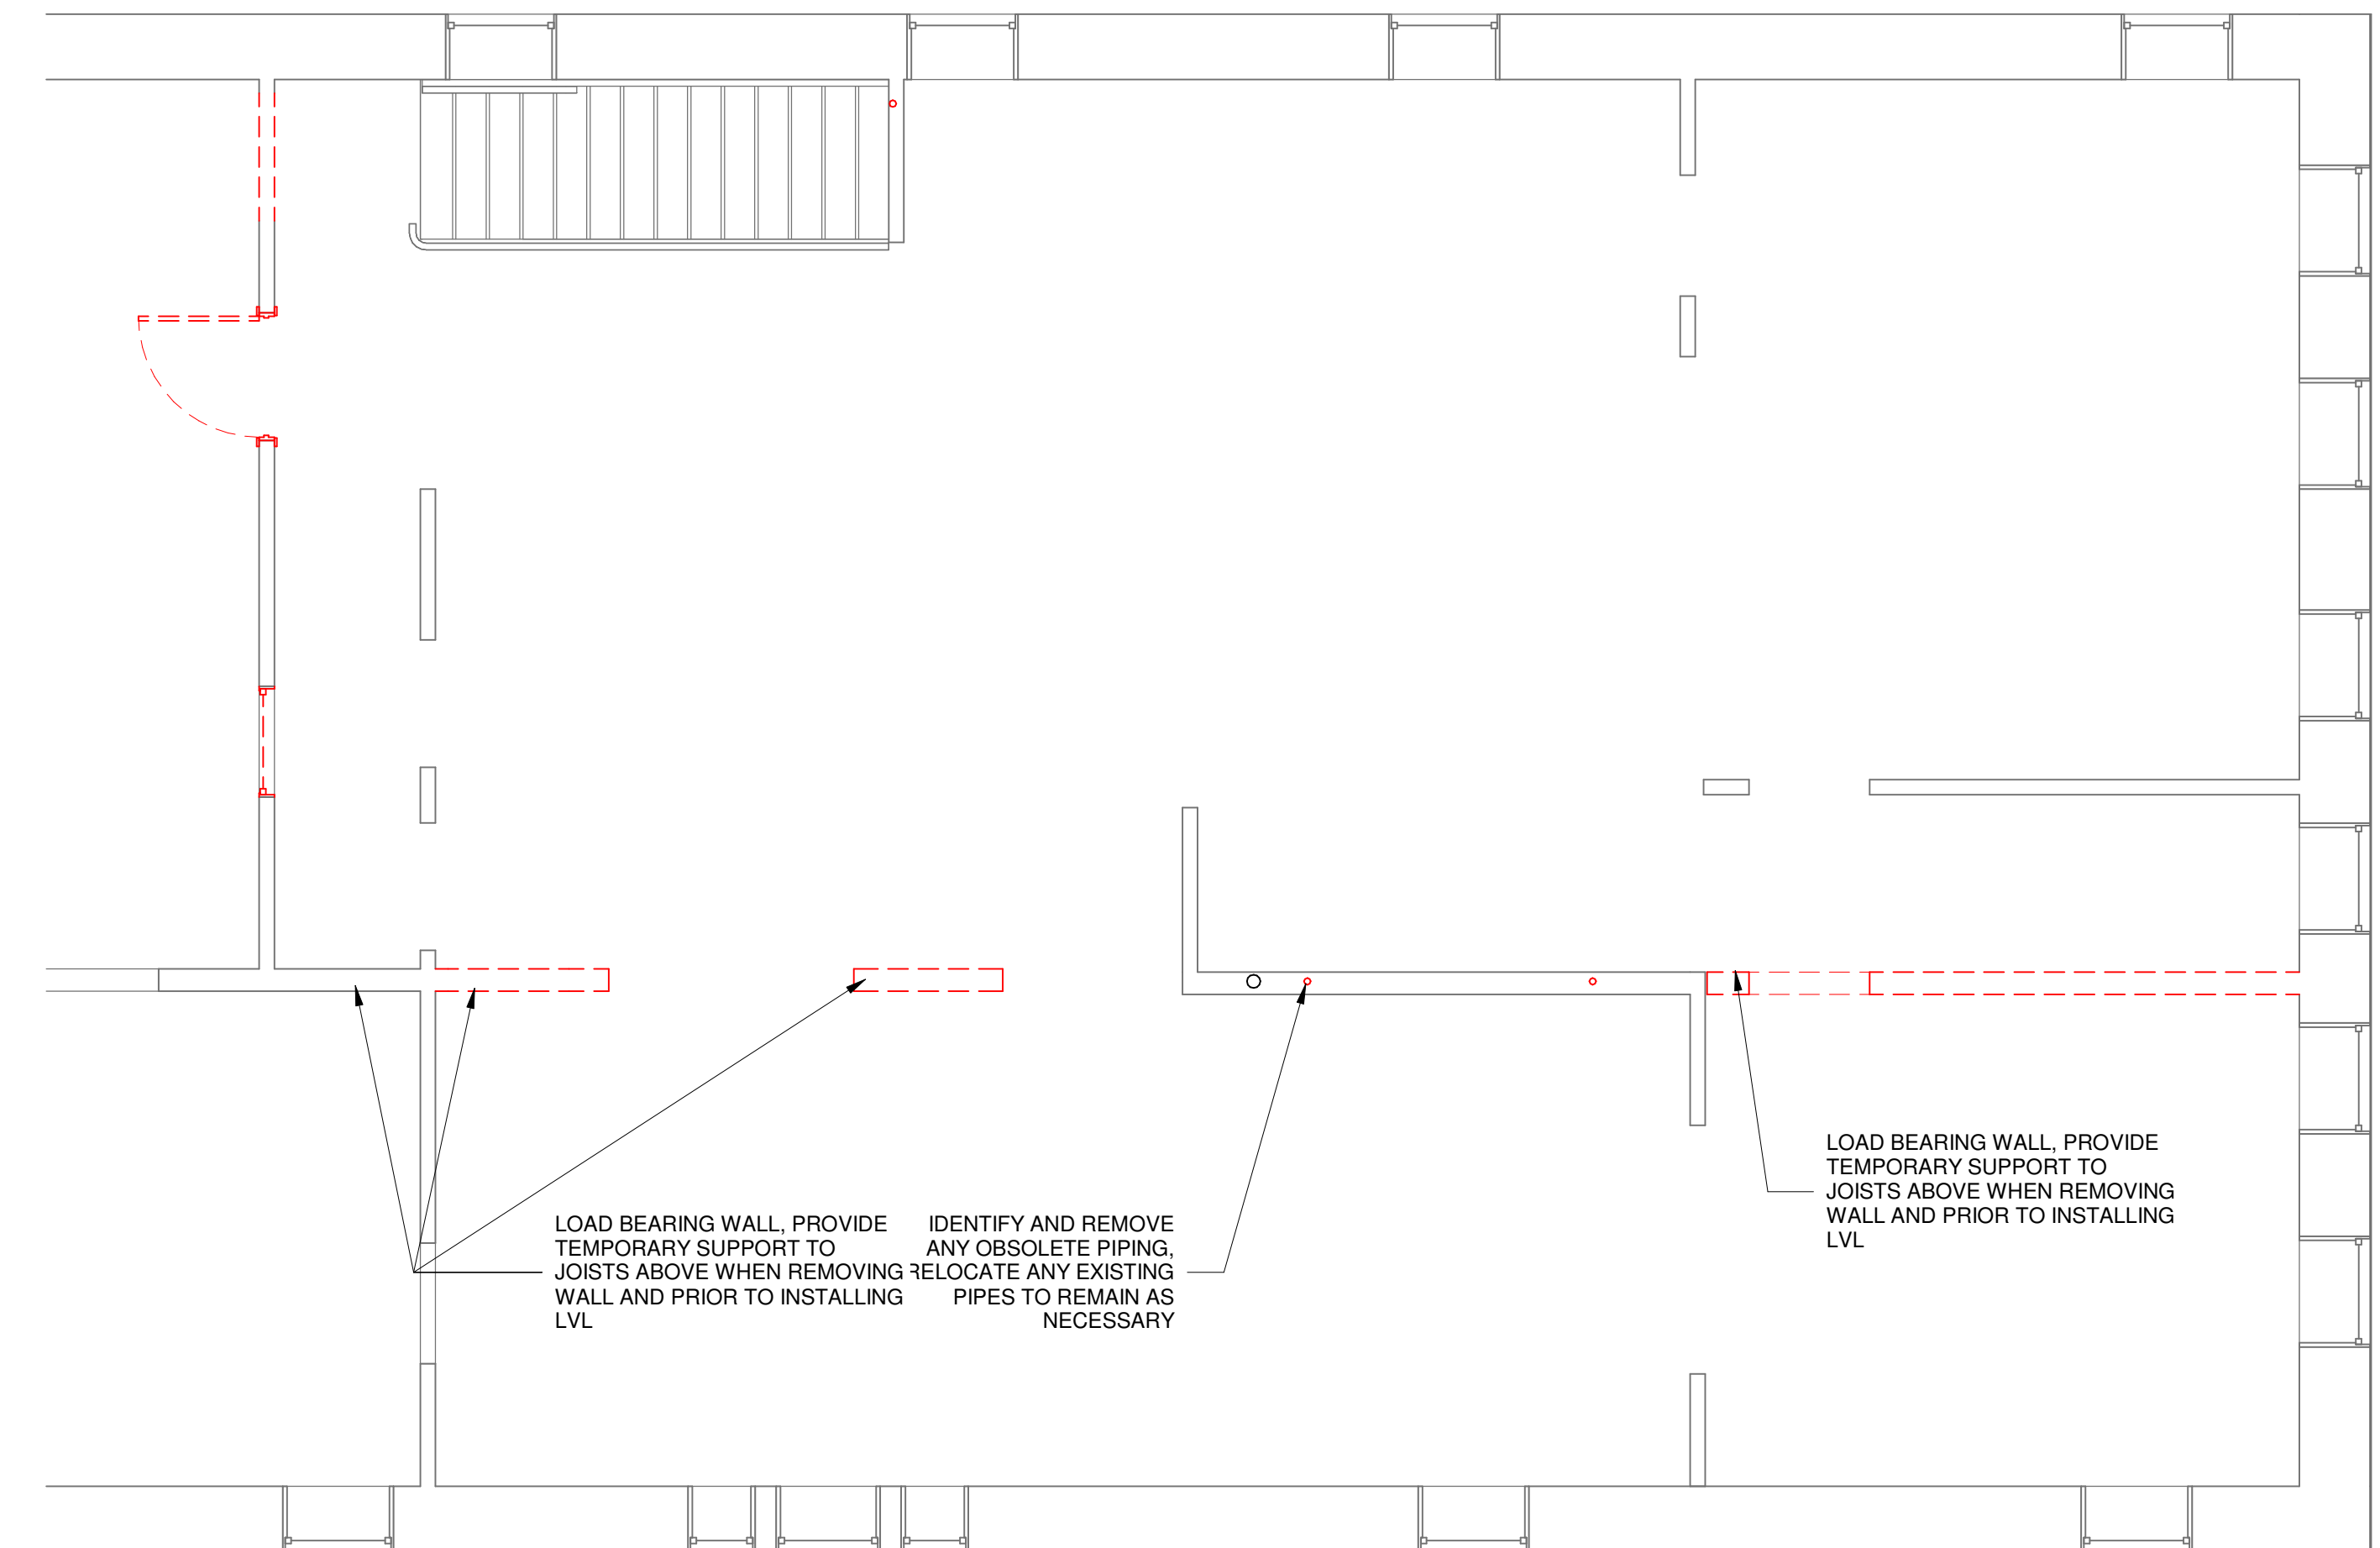 LOAD BEARING WALL, PROVIDE
TEMPORARY SUPPORT TO
JOISTS ABOVE WHEN REMOVING
WALL AND PRIOR TO INSTALLING
LVL
IDENTIFY AND REMOVE
ANY OBSOLETE PIPING,
RELOCATE ANY EXISTING
PIPES TO REMAIN AS
NECESSARY
LOAD BEARING WALL, PROVIDE
TEMPORARY SUPPORT TO
JOISTS ABOVE WHEN REMOVING
WALL AND PRIOR TO INSTALLING
LVL